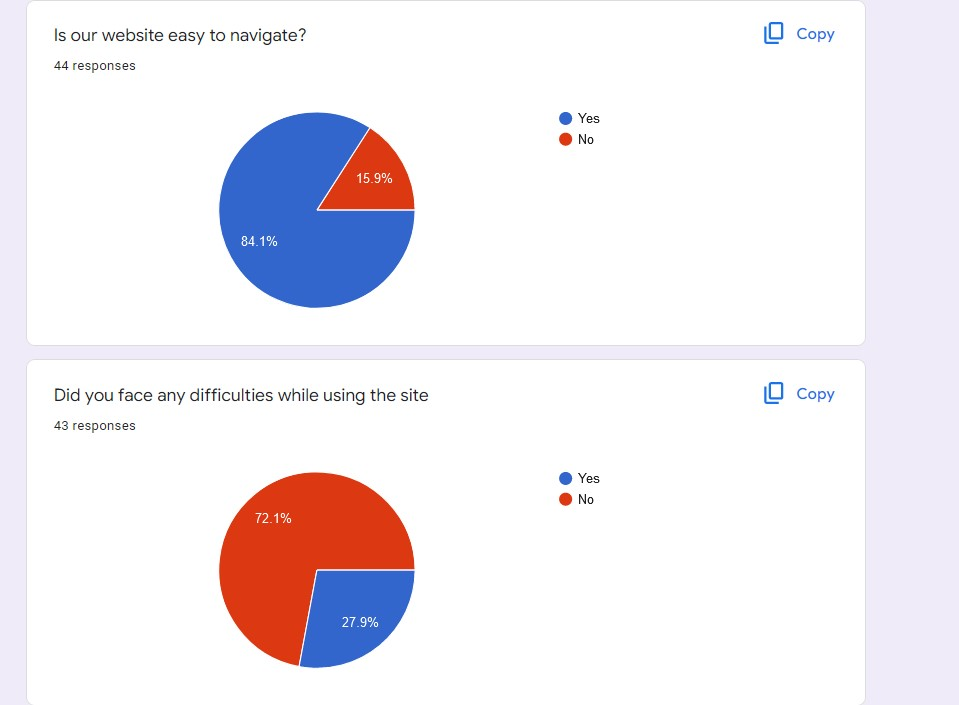 Is our website easy to navigate?
Copy
44 responses
Yes
No
15.9%
84.1%
Did you face any difficulties while using the site
Copy
43 responses
Yes
No
72.1%
27.9%